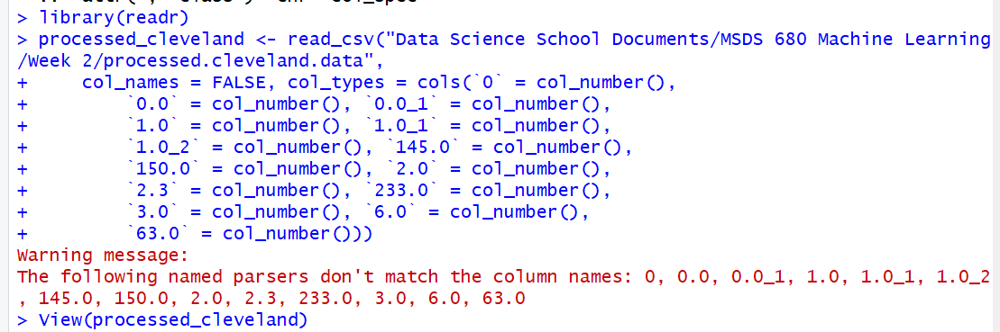 > library(readr)
> processed_cleveland <- read_csv("Data Science School Documents/MSDS 680 Machine Learning
/Week 2/processed.cleveland.data",
+     col_names = FALSE, col_types = cols(`0` = col_number(),
+         `0.0` = col_number(), `0.0_1` = col_number(),
+         `1.0` = col_number(), `1.0_1` = col_number(),
+         `1.0_2` = col_number(), `145.0` = col_number(),
+         `150.0` = col_number(), `2.0` = col_number(),
+         `2.3` = col_number(), `233.0` = col_number(),
+         `3.0` = col_number(), `6.0` = col_number(),
+         `63.0` = col_number()))
Warning message:
The following named parsers don't match the column names: 0, 0.0, 0.0_1, 1.0, 1.0_1, 1.0_2
, 145.0, 150.0, 2.0, 2.3, 233.0, 3.0, 6.0, 63.0
> View(processed_cleveland)